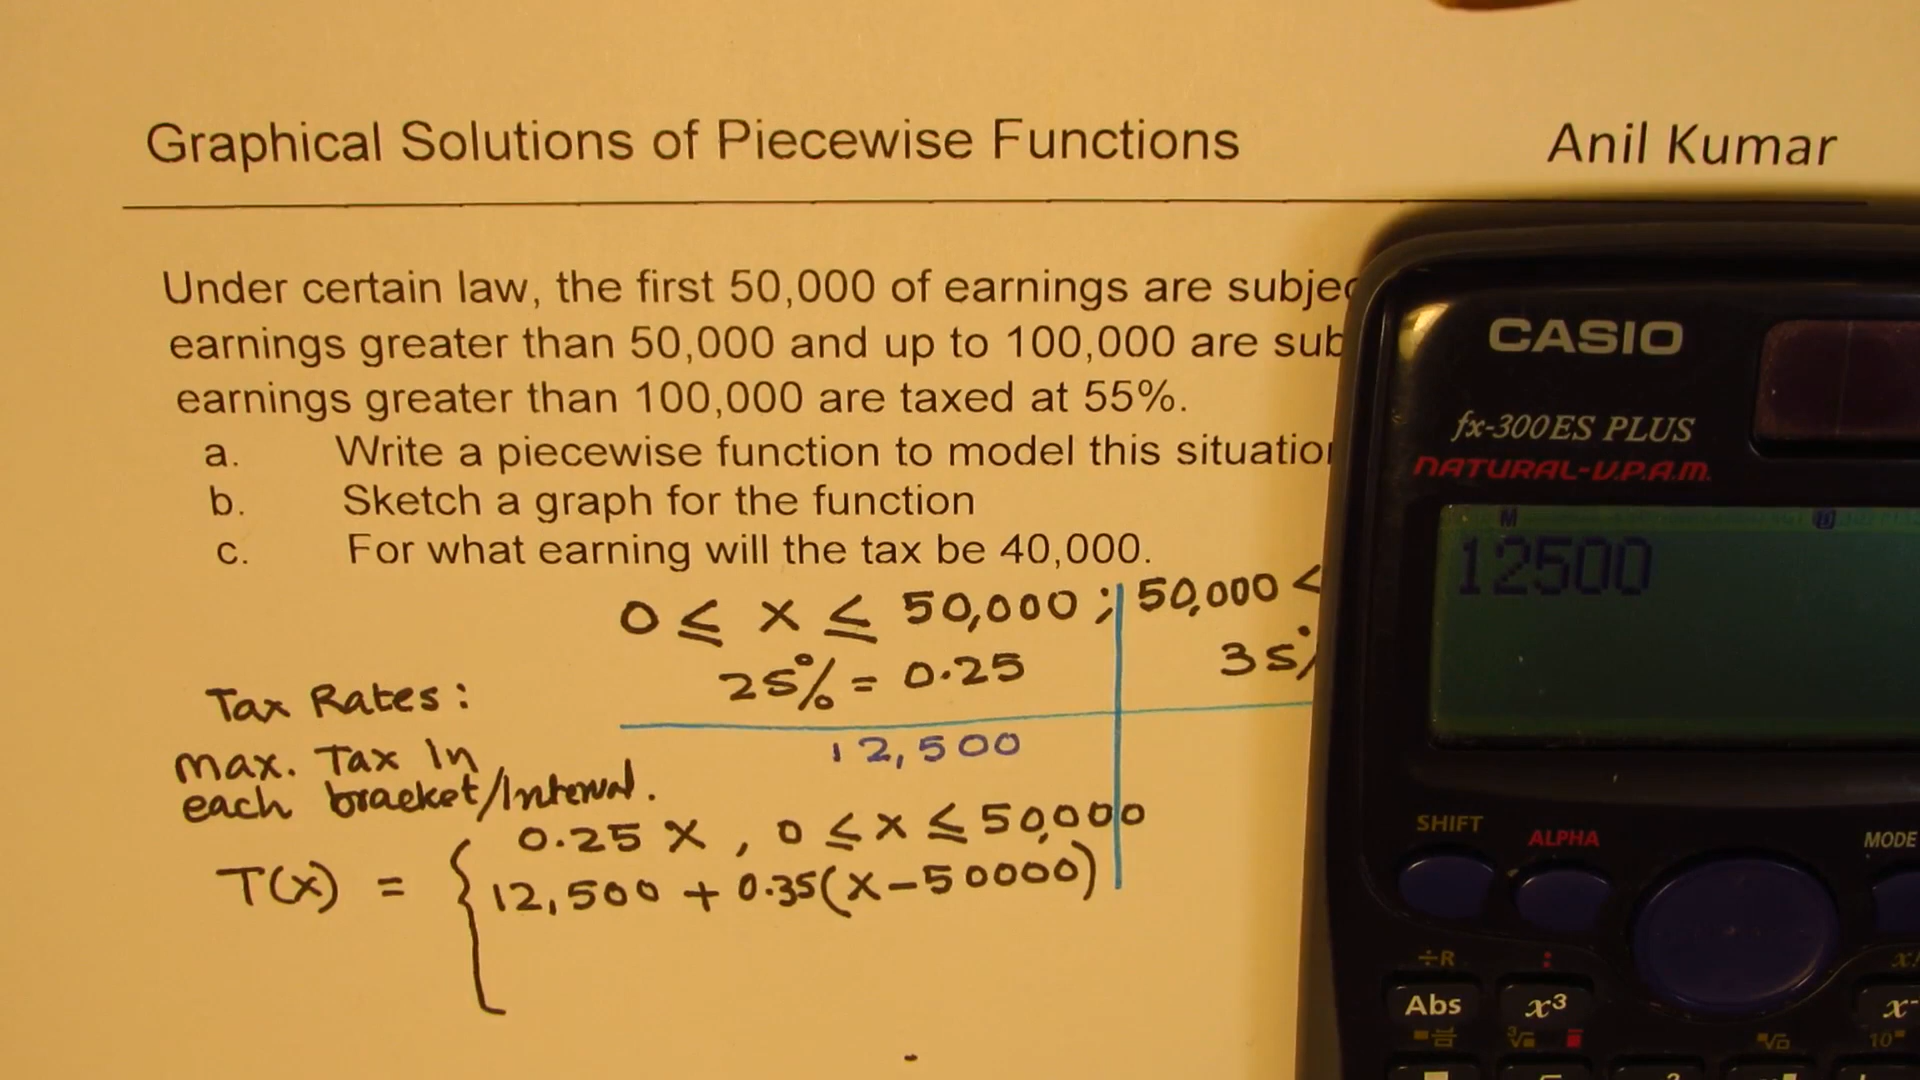 Graphical Solutions of Piecewise Functions
Anil Kumar
Under certain law, the first 50,000 of earnings are subjec
earnings greater than 50,000 and up to 100,000 are sub
earnings greater than 100,000 are taxed at 55%.
a. Write a piecewise function to model this situation
b. Sketch a graph for the function
c. For what earning will the tax be 40,000.
0 ≤ x ≤ 50,000 ; 50,000 <
25% = 0.25
35%
Tax Rates:
12,500
max. Tax In
each bracket/Interval.
0.25 x , 0 ≤ x ≤ 50,000
T(x) = { 12,500 + 0.35(x-50000)
CASIO
fx-300ES PLUS
NATURAL-V.P.A.M.
M D
12500
SHIFT
ALPHA
MODE
÷R :
x!
Abs x³
³√
ⁿ√ 10